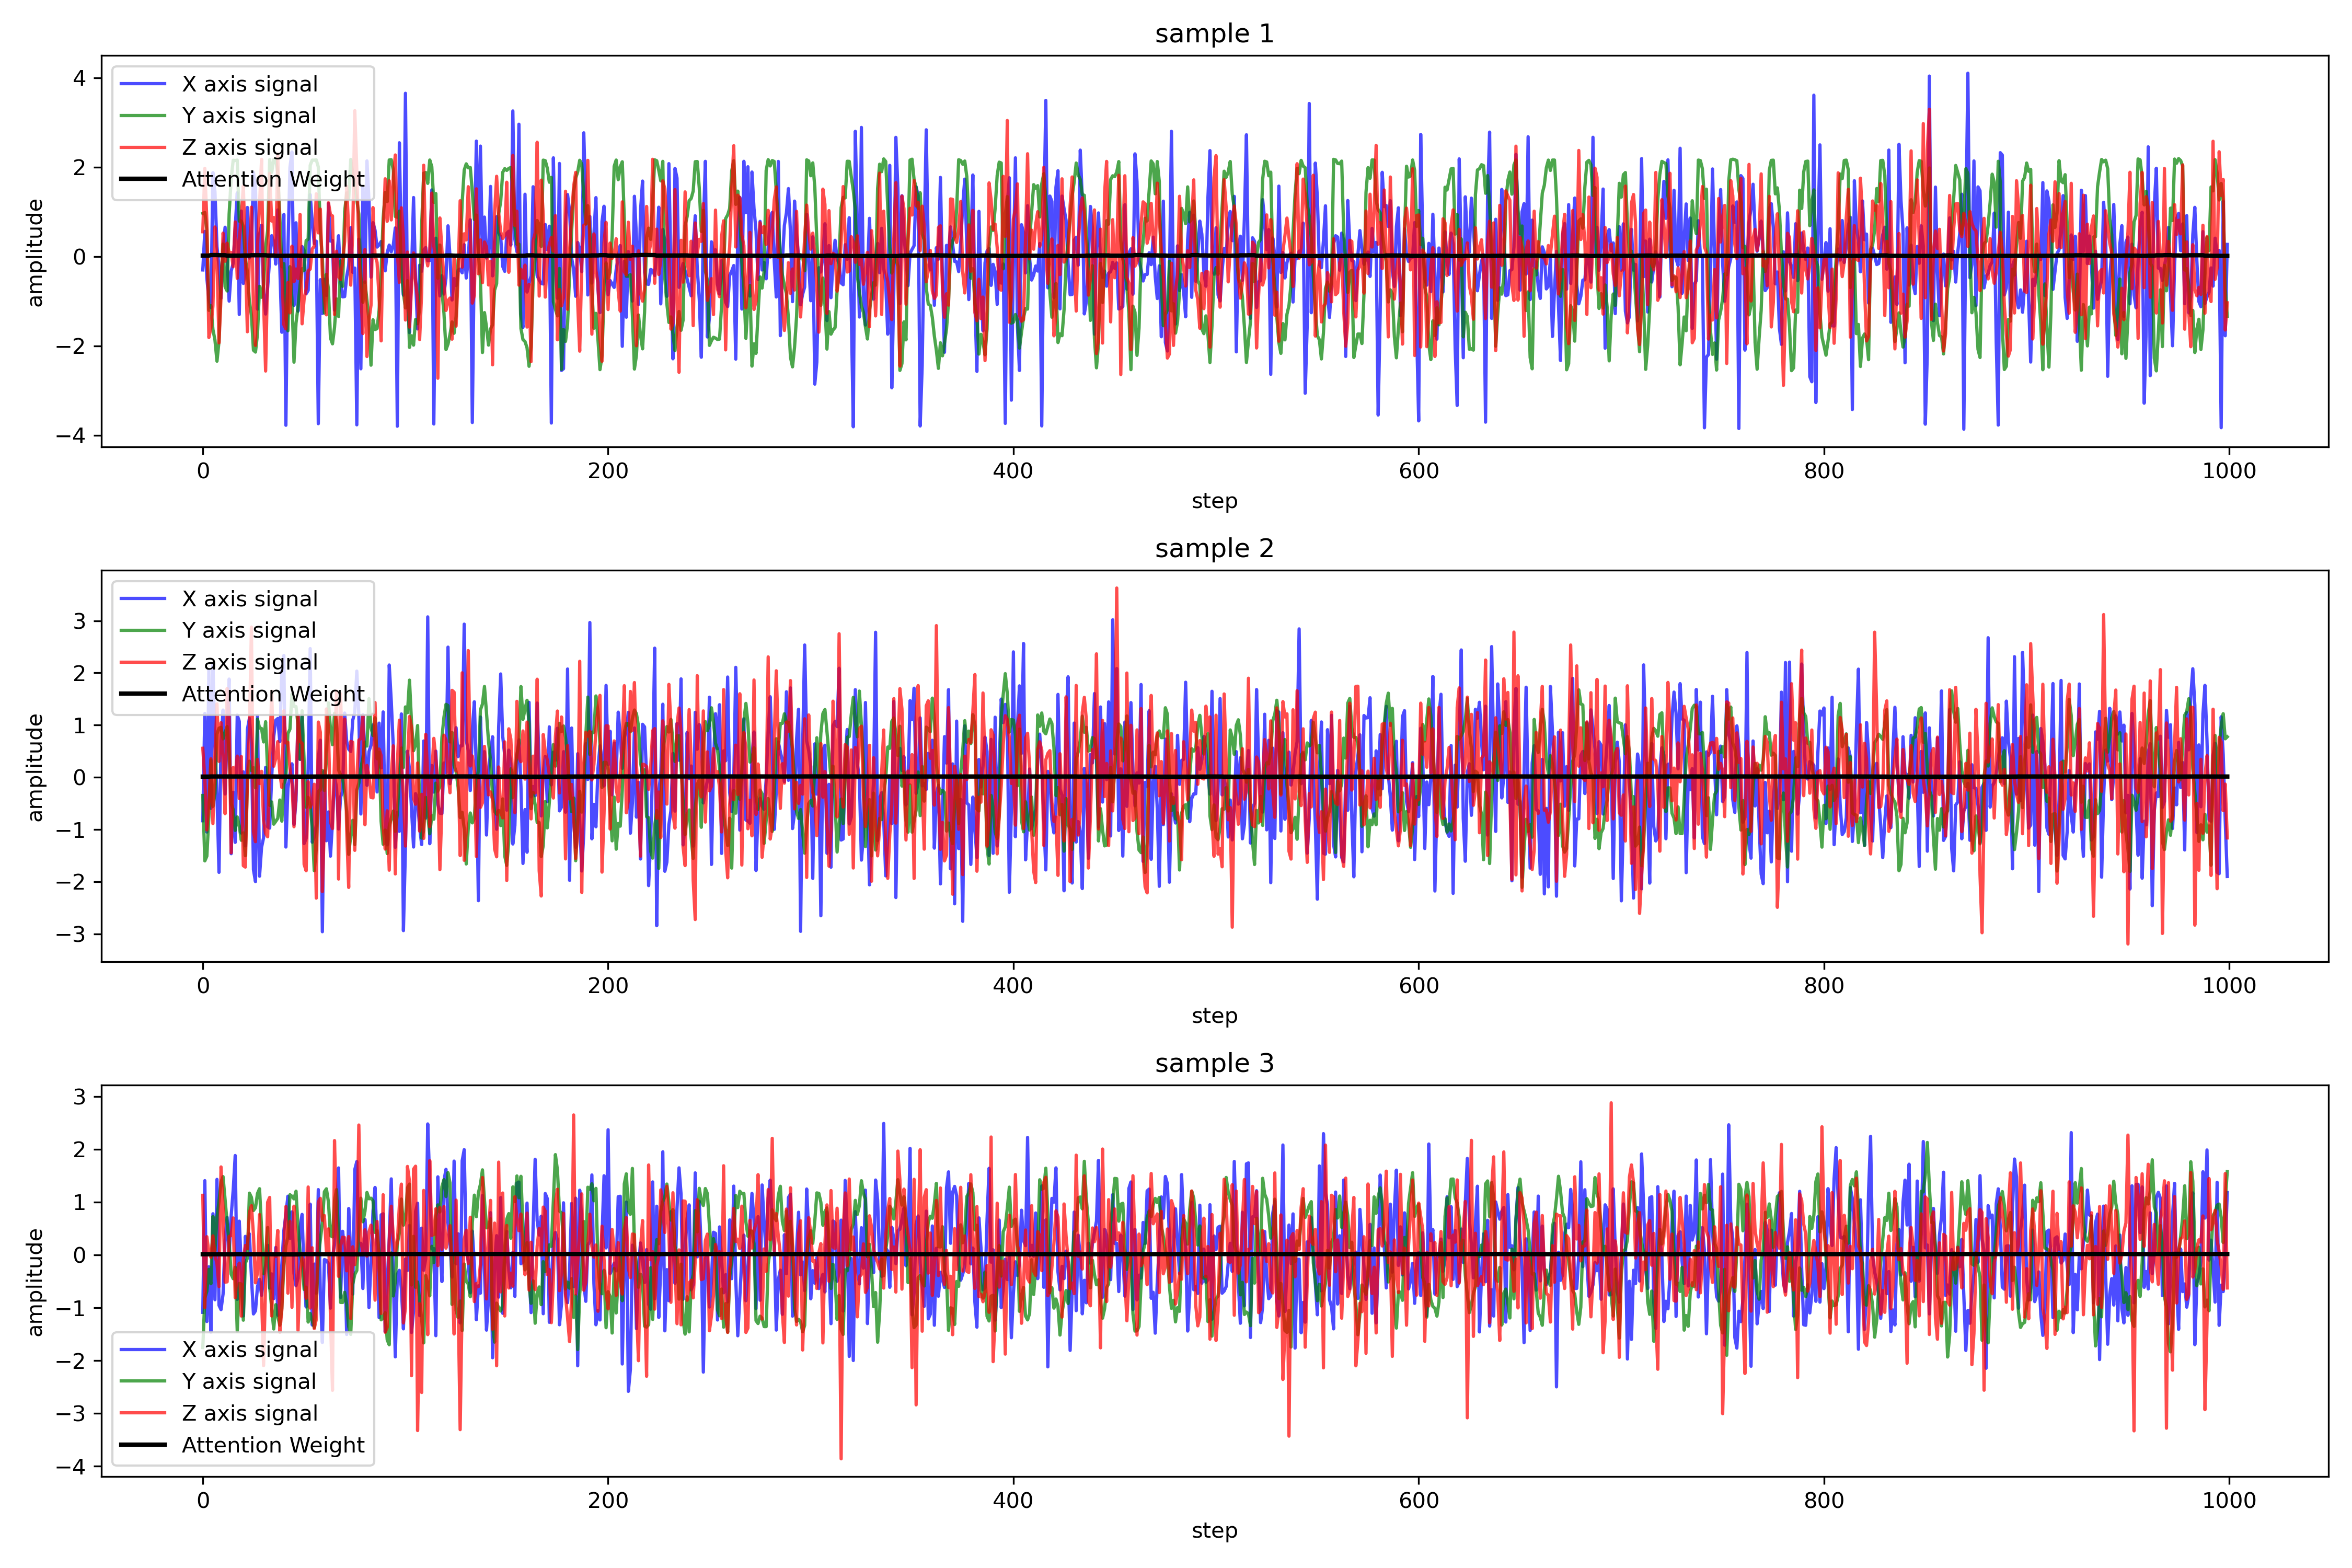 sample 1
4
2
0
−2
−4
amplitude
X axis signal
Y axis signal
Z axis signal
Attention Weight
0 200 400 600 800 1000
step
sample 2
3
2
1
0
−1
−2
−3
amplitude
X axis signal
Y axis signal
Z axis signal
Attention Weight
0 200 400 600 800 1000
step
sample 3
3
2
1
0
−1
−2
−3
−4
amplitude
X axis signal
Y axis signal
Z axis signal
Attention Weight
0 200 400 600 800 1000
step